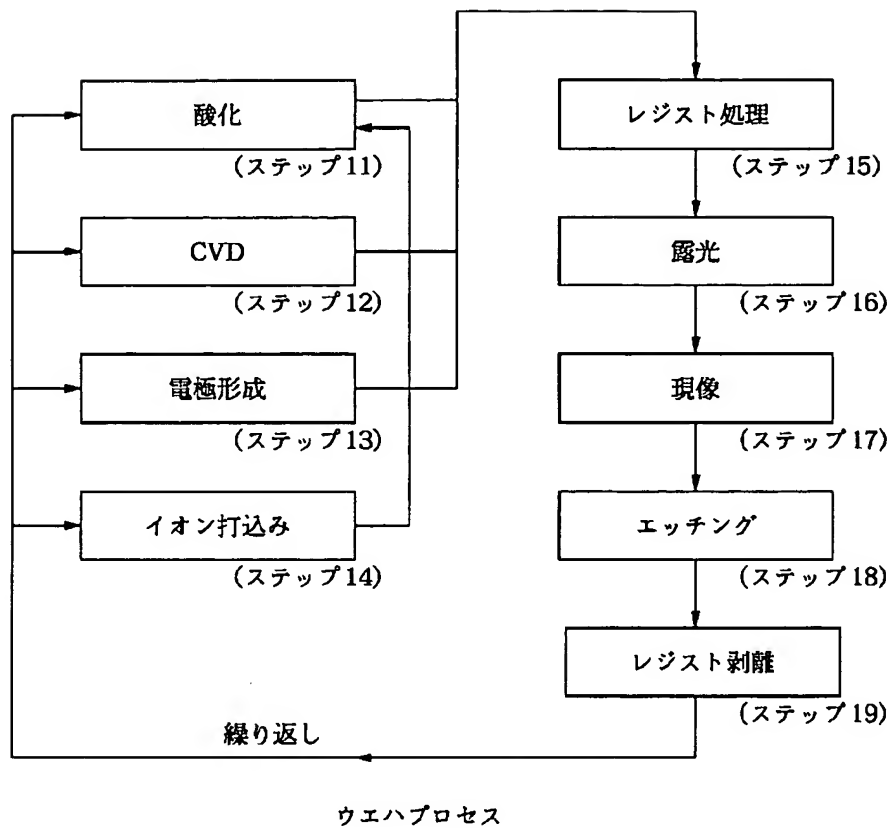 酸化
(ステップ11)
CVD
(ステップ12)
電極形成
(ステップ13)
イオン打込み
(ステップ14)
レジスト処理
(ステップ15)
露光
(ステップ16)
現像
(ステップ17)
エッチング
(ステップ18)
レジスト剥離
(ステップ19)
繰り返し
ウエハプロセス